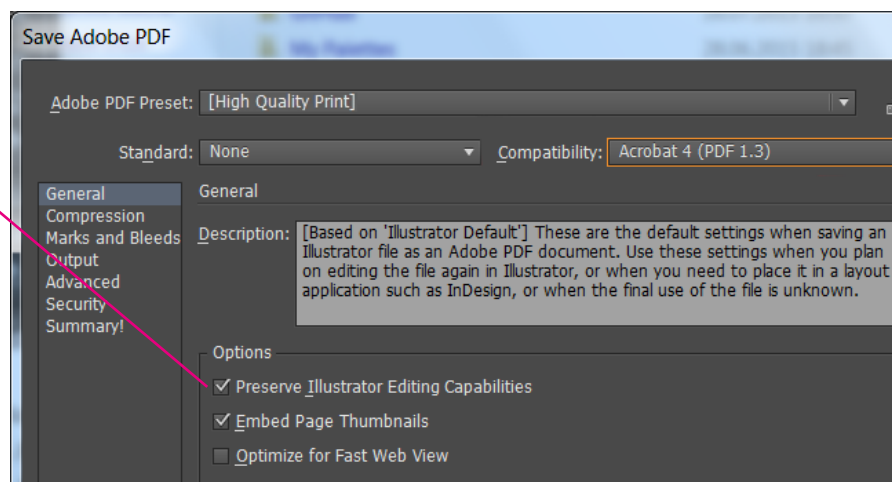 My Palettes
Save Adobe PDF
Adobe PDF Preset: [High Quality Print]
Standard: None Compatibility: Acrobat 4 (PDF 1.3)
General
Compression
Marks and Bleeds
Output
Advanced
Security
Summary!
General
Description: [Based on 'Illustrator Default'] These are the default settings when saving an
Illustrator file as an Adobe PDF document. Use these settings when you plan
on editing the file again in Illustrator, or when you need to place it in a layout
application such as InDesign, or when the final use of the file is unknown.
Options
Preserve Illustrator Editing Capabilities
Embed Page Thumbnails
Optimize for Fast Web View